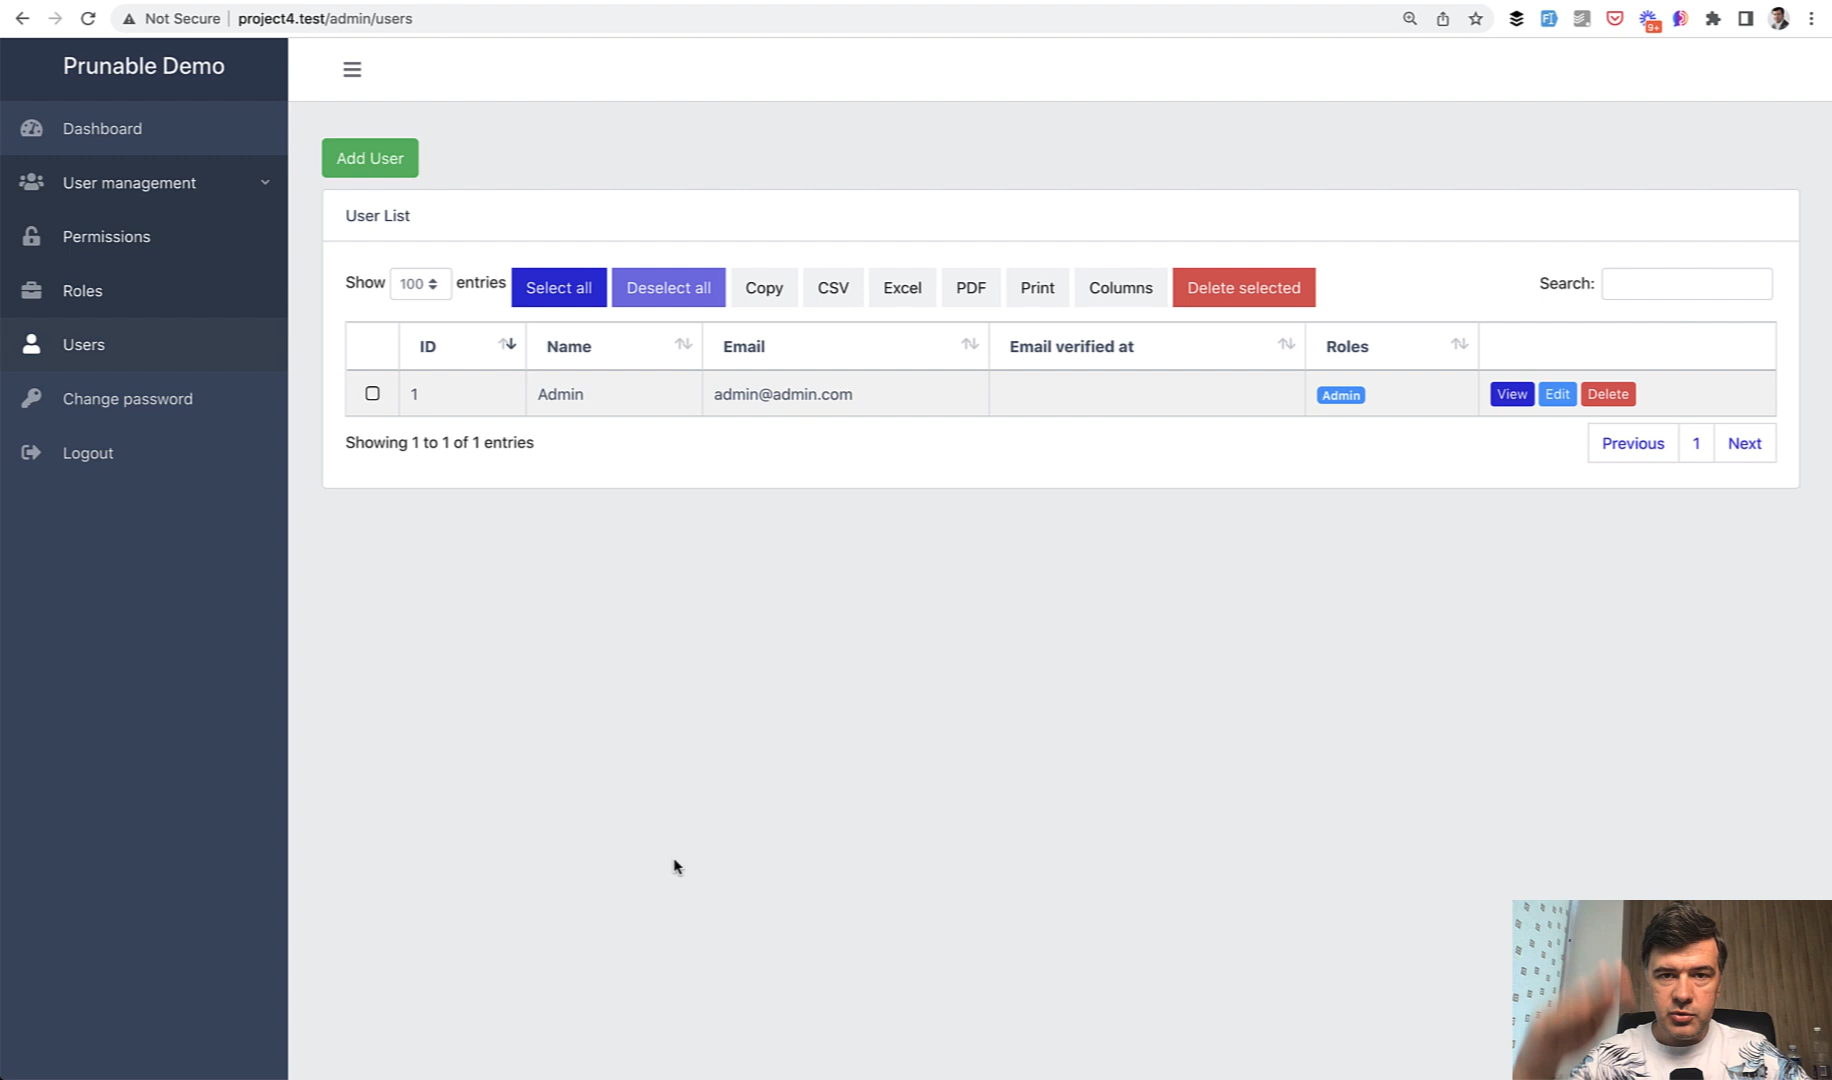 Not Secure | project4.test/admin/users
9+
Prunable Demo
Dashboard
User management
Permissions
Roles
Users
Change password
Logout
Add User
User List
Show 100 entries Select all Deselect all Copy CSV Excel PDF Print Columns Delete selected Search:
ID Name Email Email verified at Roles
1 Admin admin@admin.com Admin View Edit Delete
Showing 1 to 1 of 1 entries
Previous 1 Next